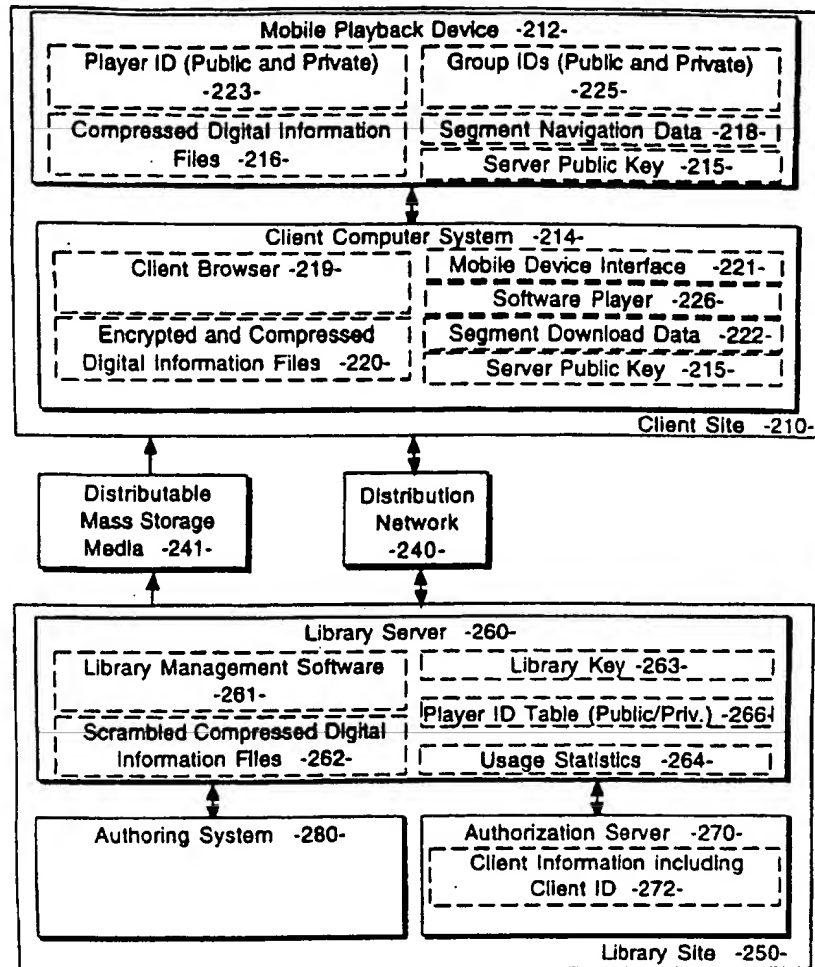 Mobile Playback Device -212-
Player ID (Public and Private)
-223-
Group IDs (Public and Private)
-225-
Compressed Digital Information
Files -216-
Segment Navigation Data -218-
Server Public Key -215-
Client Computer System -214-
Client Browser -219-
Mobile Device Interface -221-
Software Player -226-
Encrypted and Compressed
Digital Information Files -220-
Segment Download Data -222-
Server Public Key -215-
Client Site -210-
Distributable
Mass Storage
Media -241-
Distribution
Network
-240-
Library Server -260-
Library Management Software
-261-
Library Key -263-
Player ID Table (Public/Priv.) -266-
Scrambled Compressed Digital
Information Files -262-
Usage Statistics -264-
Authoring System -280-
Authorization Server -270-
Client Information including
Client ID -272-
Library Site -250-